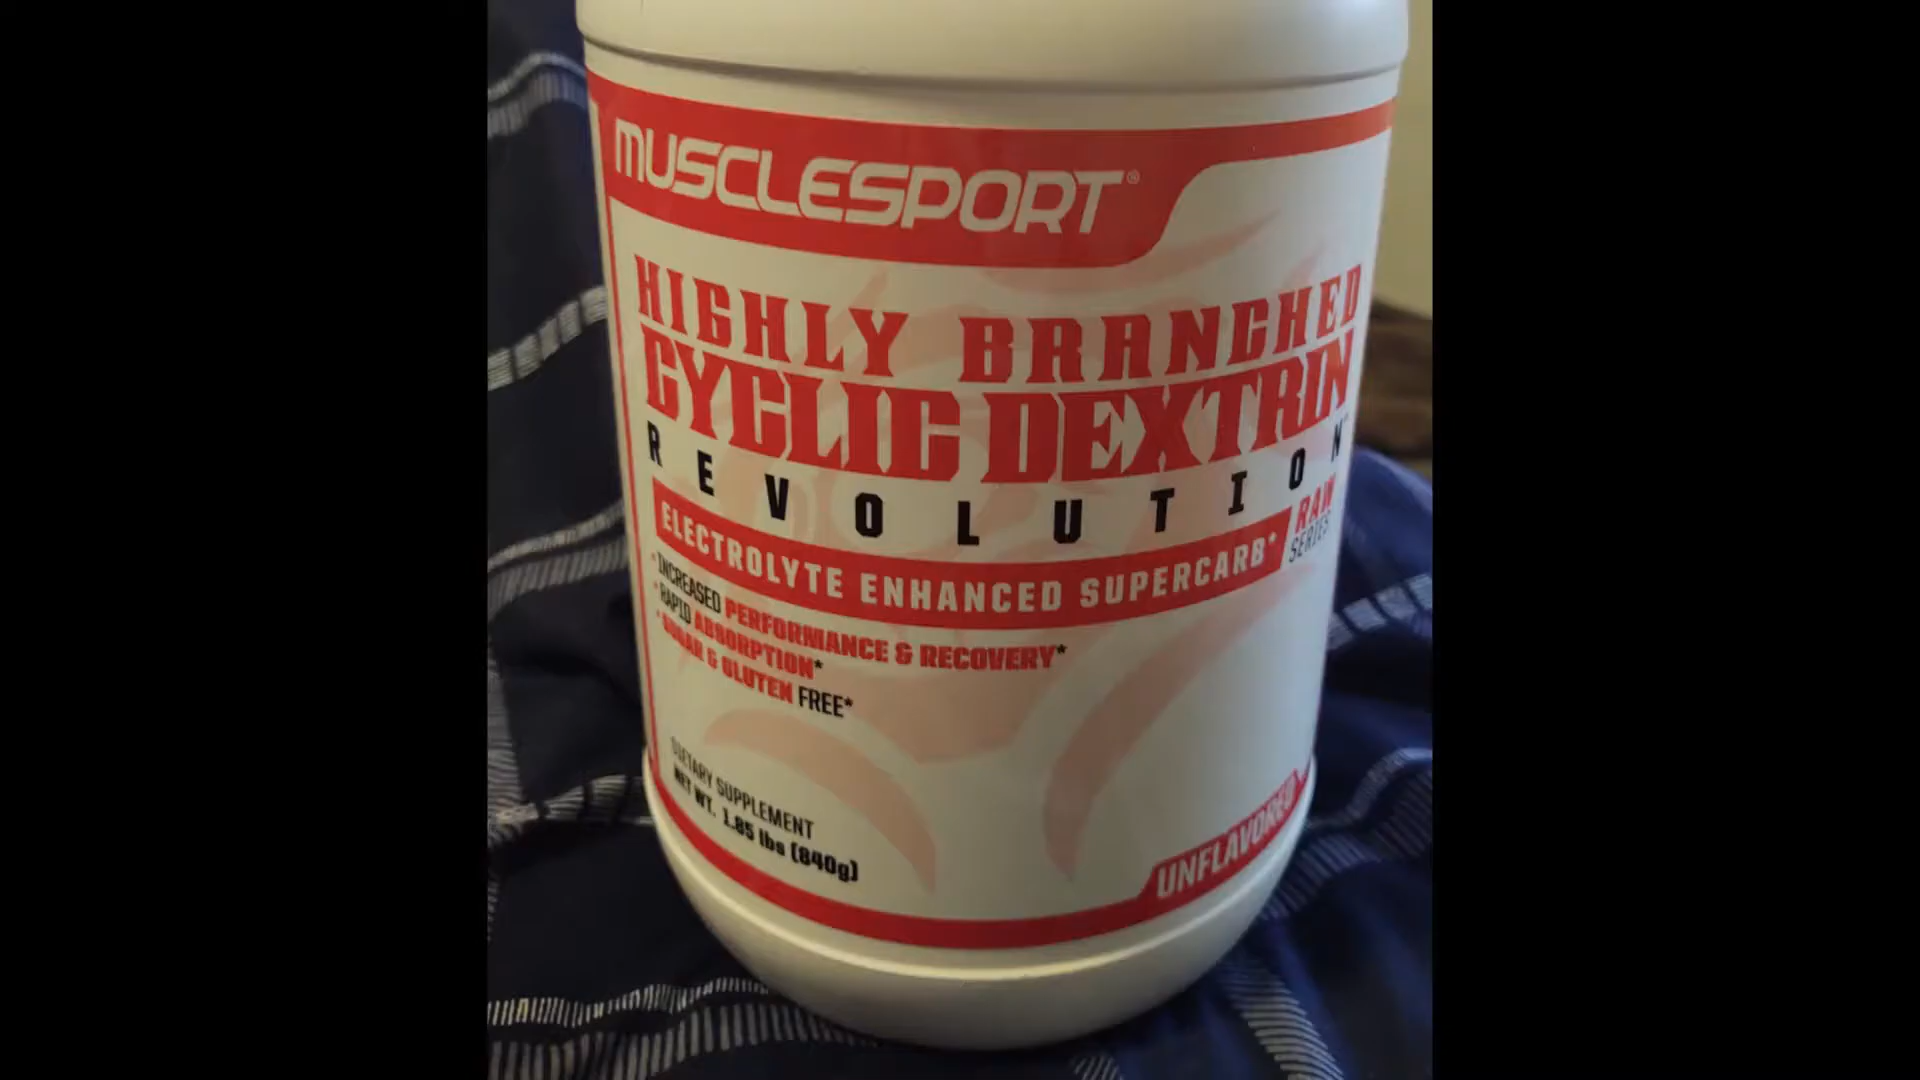 MUSCLESPORT®
HIGHLY BRANCHED
CYCLIC DEXTRIN
REVOLUTION
RAW
SERIES
ELECTROLYTE ENHANCED SUPERCARB*
• INCREASED PERFORMANCE & RECOVERY*
• RAPID ABSORPTION*
• SUGAR & GLUTEN FREE*
DIETARY SUPPLEMENT
NET WT. 1.85 lbs (840g)
UNFLAVORED